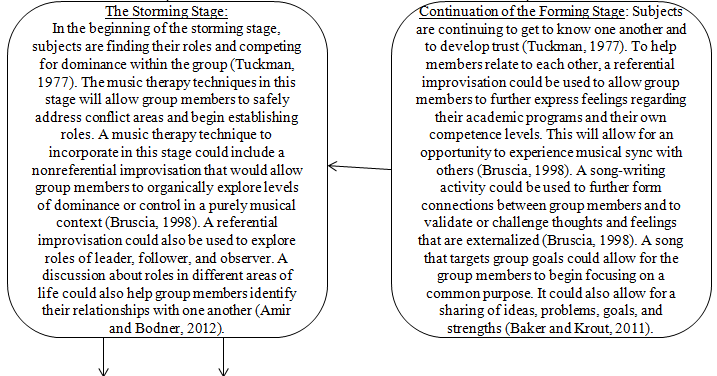 The Storming Stage:
In the beginning of the storming stage,
subjects are finding their roles and competing
for dominance within the group (Tuckman,
1977). The music therapy techniques in this
stage will allow group members to safely
address conflict areas and begin establishing
roles. A music therapy technique to
incorporate in this stage could include a
nonreferential improvisation that would allow
group members to organically explore levels
of dominance or control in a purely musical
context (Bruscia, 1998). A referential
improvisation could also be used to explore
roles of leader, follower, and observer. A
discussion about roles in different areas of
life could also help group members identify
their relationships with one another (Amir
and Bodner, 2012).
Continuation of the Forming Stage: Subjects
are continuing to get to know one another and
to develop trust (Tuckman, 1977). To help
members relate to each other, a referential
improvisation could be used to allow group
members to further express feelings regarding
their academic programs and their own
competence levels. This will allow for an
opportunity to experience musical sync with
others (Bruscia, 1998). A song-writing
activity could be used to further form
connections between group members and to
validate or challenge thoughts and feelings
that are externalized (Bruscia, 1998). A song
that targets group goals could allow for the
group members to begin focusing on a
common purpose. It could also allow for a
sharing of ideas, problems, goals, and
strengths (Baker and Krout, 2011).